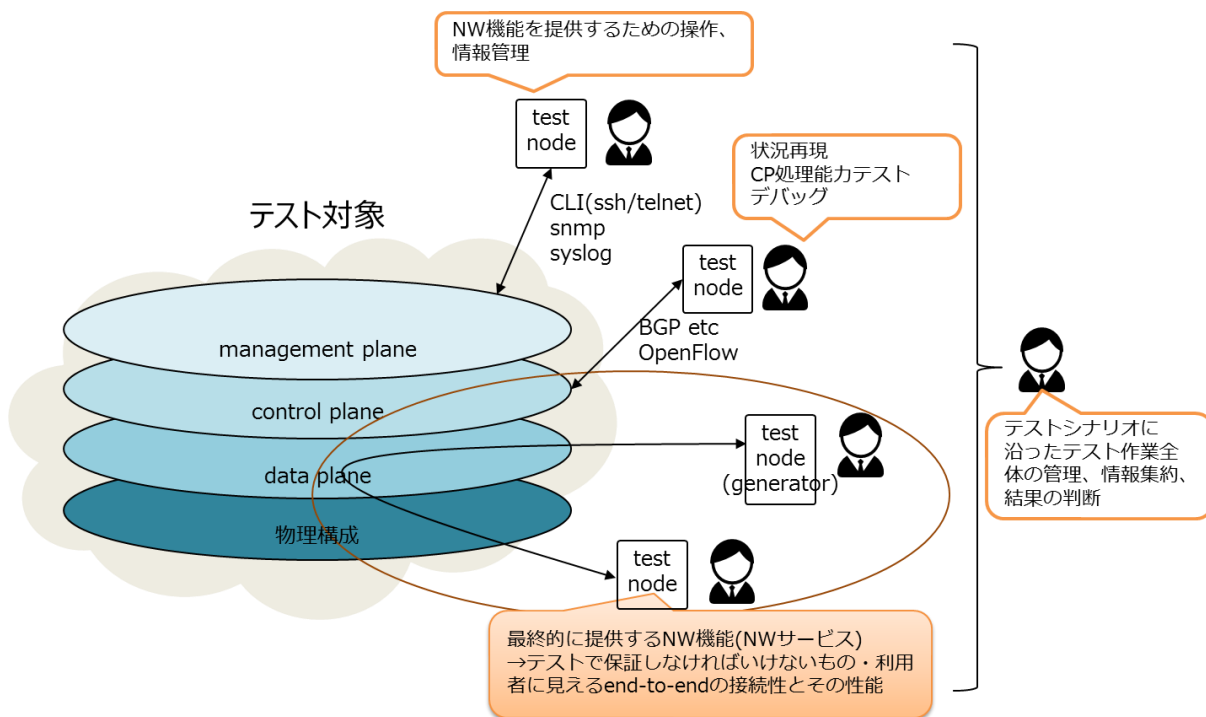 NW機能を提供するための操作、
情報管理
test
node
状況再現
CP処理能力テスト
デバッグ
CLI(ssh/telnet)
snmp
syslog
テスト対象
test
node
BGP etc
OpenFlow
management plane
control plane
data plane
物理構成
test
node
(generator)
test
node
テストシナリオに
沿ったテスト作業全
体の管理、情報集約、
結果の判断
最終的に提供するNW機能(NWサービス)
→テストで保証しなければいけないもの・利用
者に見えるend-to-endの接続性とその性能